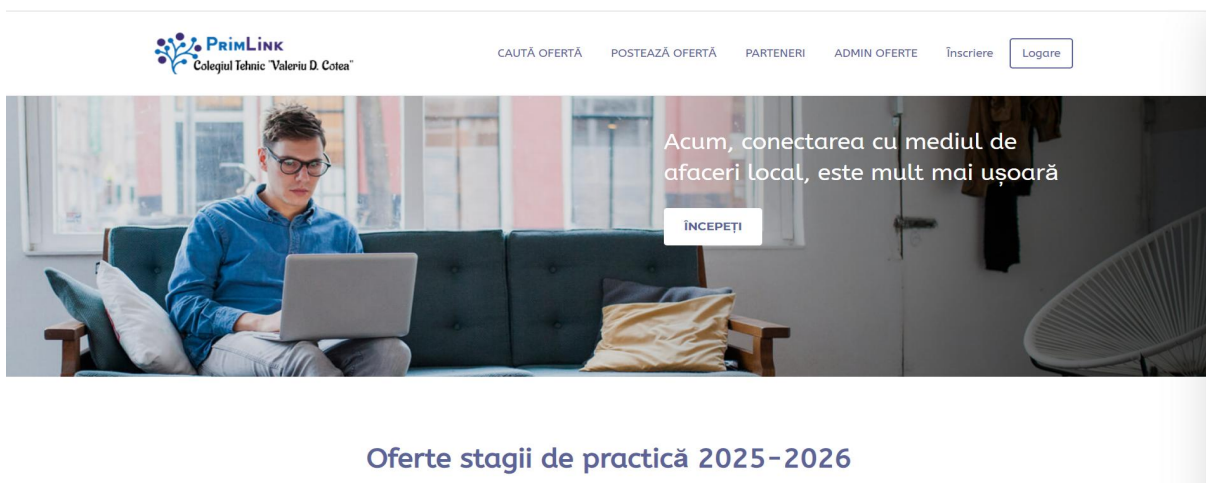 PRIMLINK
Colegiul Tehnic "Valeriu D. Cotea"
CAUTĂ OFERTĂ
POSTEAZĂ OFERTĂ
PARTENERI
ADMIN OFERTE
Înscriere
Logare
Acum, conectarea cu mediul de
afaceri local, este mult mai ușoară
ÎNCEPEȚI
Oferte stagii de practică 2025-2026